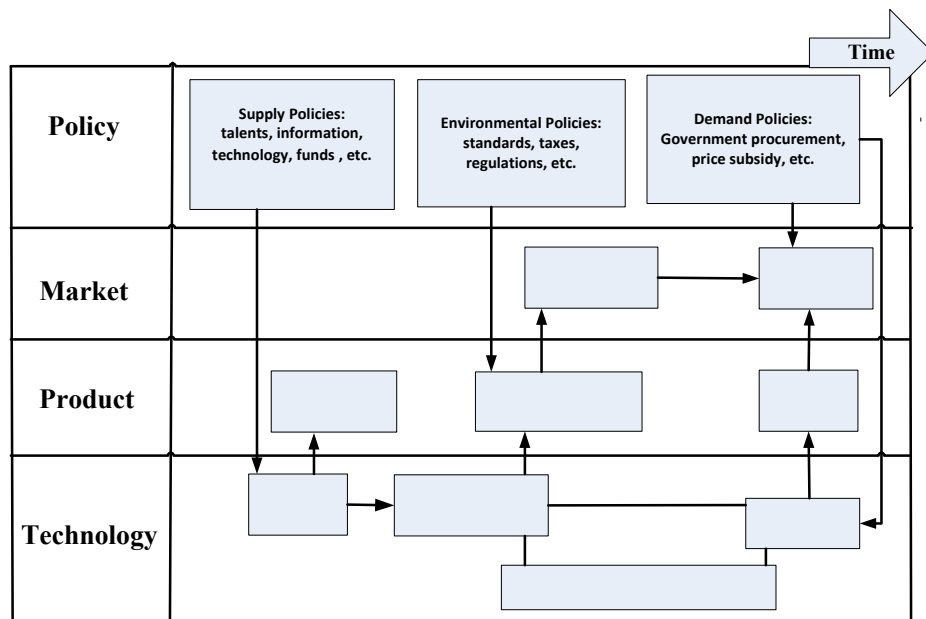 Time
Policy
Supply Policies:
talents, information,
technology, funds , etc.
Environmental Policies:
standards, taxes,
regulations, etc.
Demand Policies:
Government procurement,
price subsidy, etc.
Market
Product
Technology